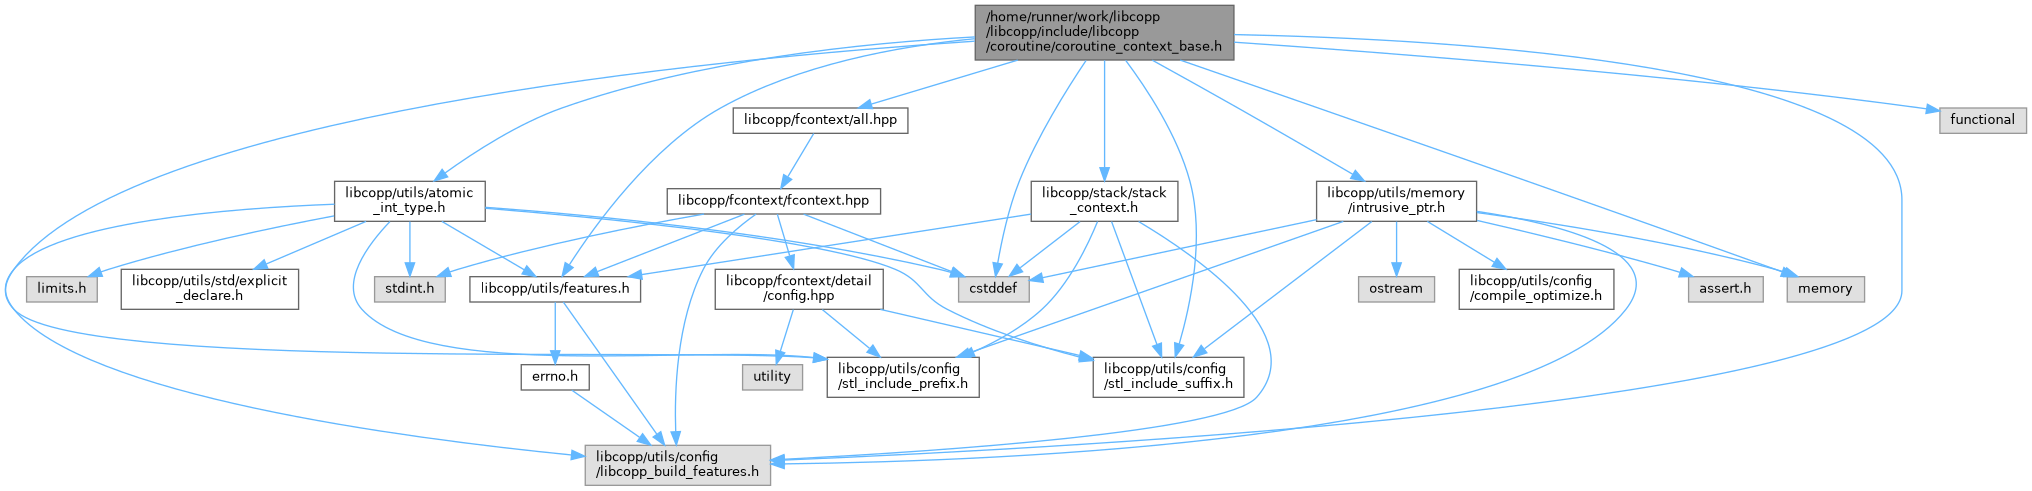 /home/runner/work/libcopp
/libcopp/include/libcopp
/coroutine/coroutine_context_base.h
libcopp/fcontext/all.hpp
functional
libcopp/utils/atomic
_int_type.h
libcopp/fcontext/fcontext.hpp
libcopp/stack/stack
_context.h
libcopp/utils/memory
/intrusive_ptr.h
limits.h
libcopp/utils/std/explicit
_declare.h
stdint.h
libcopp/utils/features.h
libcopp/fcontext/detail
/config.hpp
cstddef
ostream
libcopp/utils/config
/compile_optimize.h
assert.h
memory
errno.h
utility
libcopp/utils/config
/stl_include_prefix.h
libcopp/utils/config
/stl_include_suffix.h
libcopp/utils/config
/libcopp_build_features.h